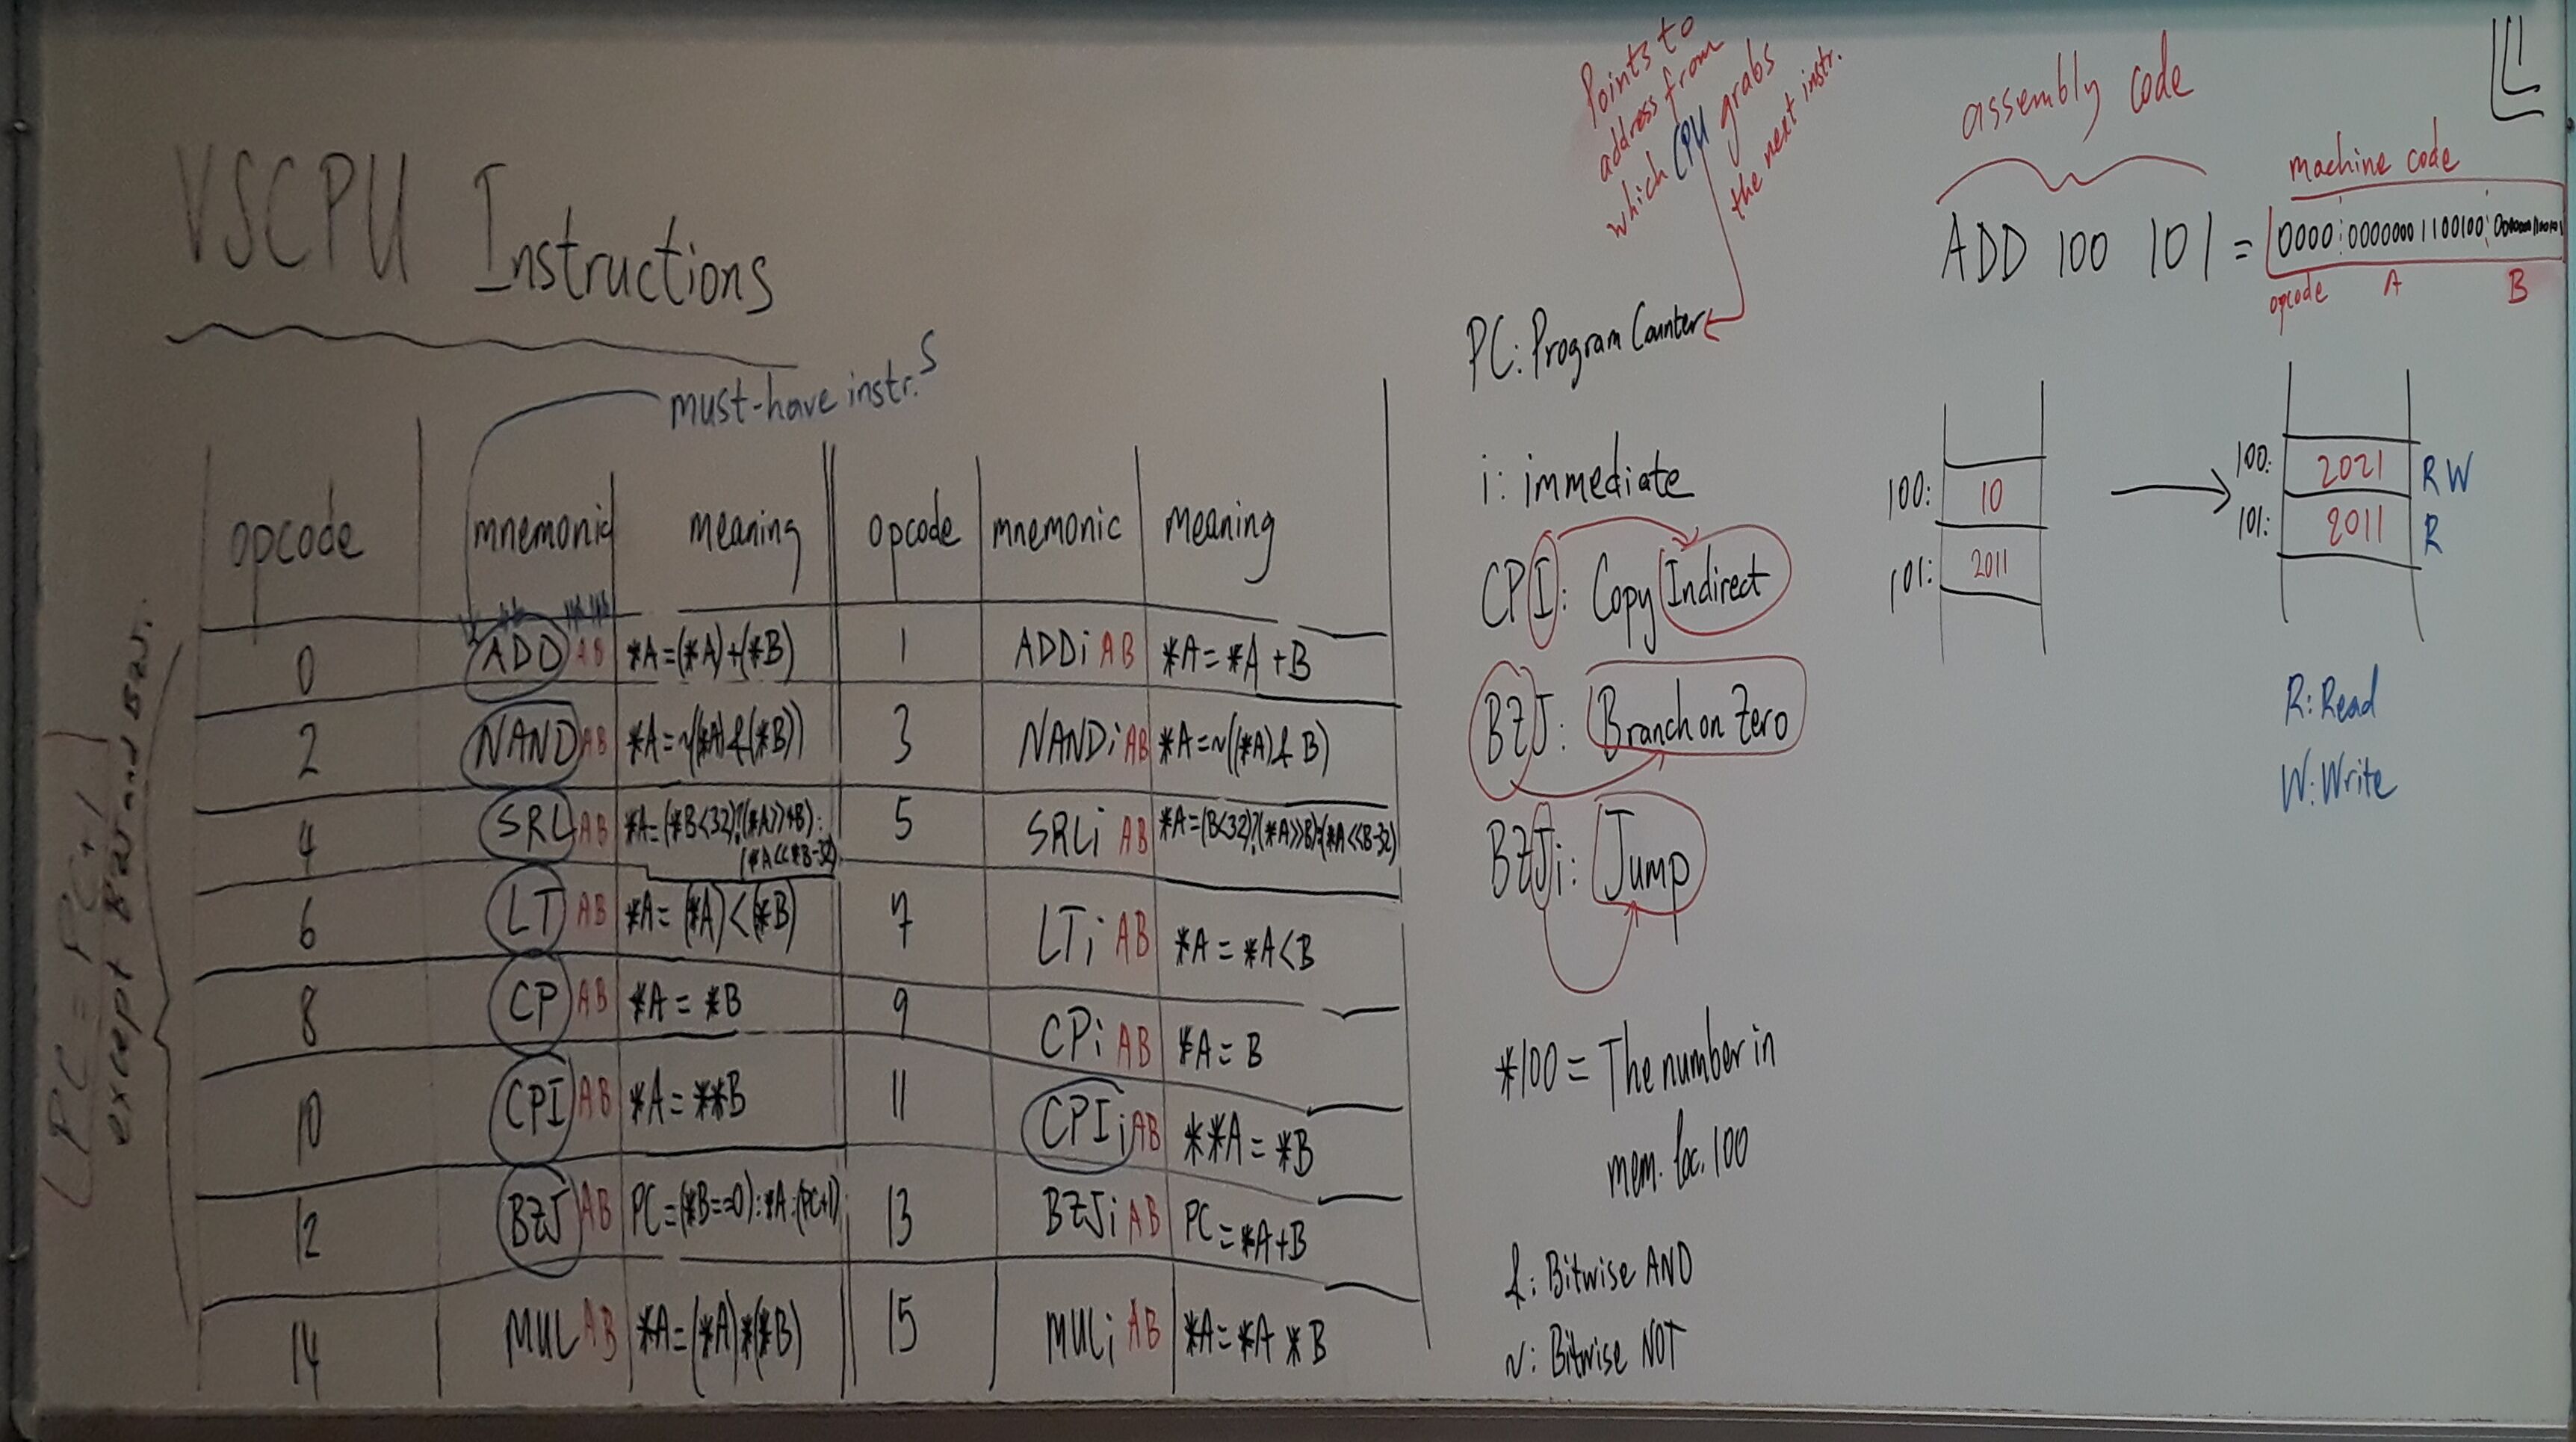 VSCPU Instructions
must-have instr.s
opcode mnemonic meaning opcode mnemonic meaning
0 ADD AB *A=(*A)+(*B) 1 ADDi AB *A=*A+B
2 NAND AB *A=~((*A)&(*B)) 3 NANDi AB *A=~((*A)& B)
4 SRL AB *A=(*B<32)?(*A>>*B): 5 SRLi AB *A=(B<32)?(*A>>B):(*A<<B-32)
(*A<<*B-32)
6 LT AB *A= (*A)<(*B) 7 LTi AB *A = *A<B
8 CP AB *A = *B 9 CPi AB *A = B
10 CPI AB *A= **B 11 CPIi AB **A= *B
12 BZJ AB PC=(*B==0):*A:(PC+1) 13 BZJi AB PC=*A+B
14 MUL AB *A=(*A)*(*B) 15 MULi AB *A=*A *B
PC = PC+1
except BZJ and BZJi.
Points to
address from
which CPU grabs
the next instr.
PC: Program Counter
i: immediate
CPI: Copy Indirect
BZJ: Branch on Zero
BZJi: Jump
*100 = The number in
mem. loc. 100
&: Bitwise AND
~: Bitwise NOT
assembly code
machine code
ADD 100 101 = 0000 00000001100100
opcode A B
100: 10
101: 2011
100: 2021 R W
101: 2011 R
R: Read
W: Write